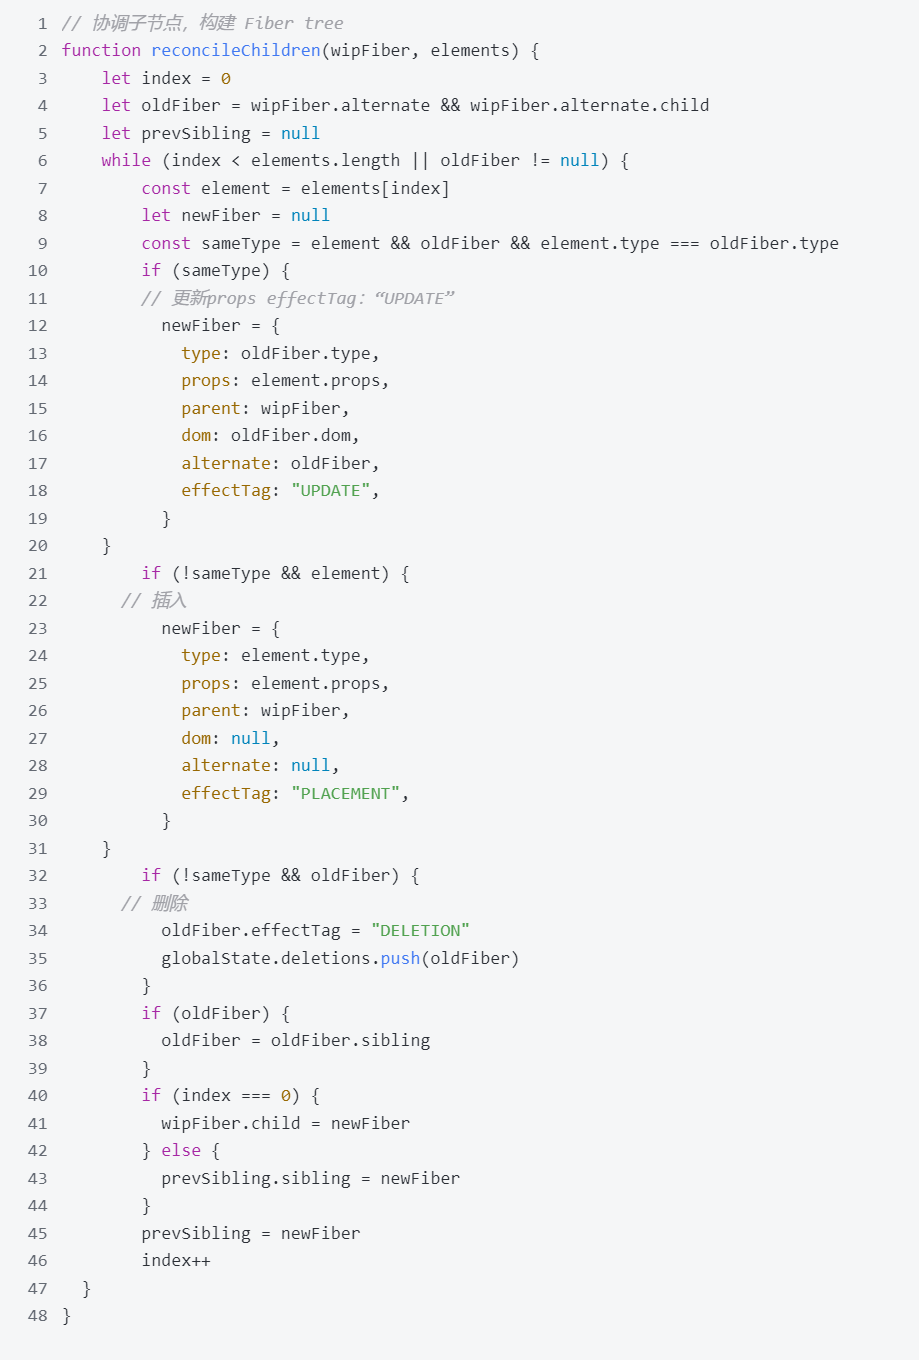 1 // 协调子节点，构建 Fiber tree
2 function reconcileChildren(wipFiber, elements) {
3     let index = 0
4     let oldFiber = wipFiber.alternate && wipFiber.alternate.child
5     let prevSibling = null
6     while (index < elements.length || oldFiber != null) {
7         const element = elements[index]
8         let newFiber = null
9         const sameType = element && oldFiber && element.type === oldFiber.type
10         if (sameType) {
11         // 更新props effectTag：“UPDATE”
12           newFiber = {
13             type: oldFiber.type,
14             props: element.props,
15             parent: wipFiber,
16             dom: oldFiber.dom,
17             alternate: oldFiber,
18             effectTag: "UPDATE",
19           }
20     }
21         if (!sameType && element) {
22       // 插入
23           newFiber = {
24             type: element.type,
25             props: element.props,
26             parent: wipFiber,
27             dom: null,
28             alternate: null,
29             effectTag: "PLACEMENT",
30           }
31     }
32         if (!sameType && oldFiber) {
33       // 删除
34           oldFiber.effectTag = "DELETION"
35           globalState.deletions.push(oldFiber)
36         }
37         if (oldFiber) {
38           oldFiber = oldFiber.sibling
39         }
40         if (index === 0) {
41           wipFiber.child = newFiber
42         } else {
43           prevSibling.sibling = newFiber
44         }
45         prevSibling = newFiber
46         index++
47   }
48 }